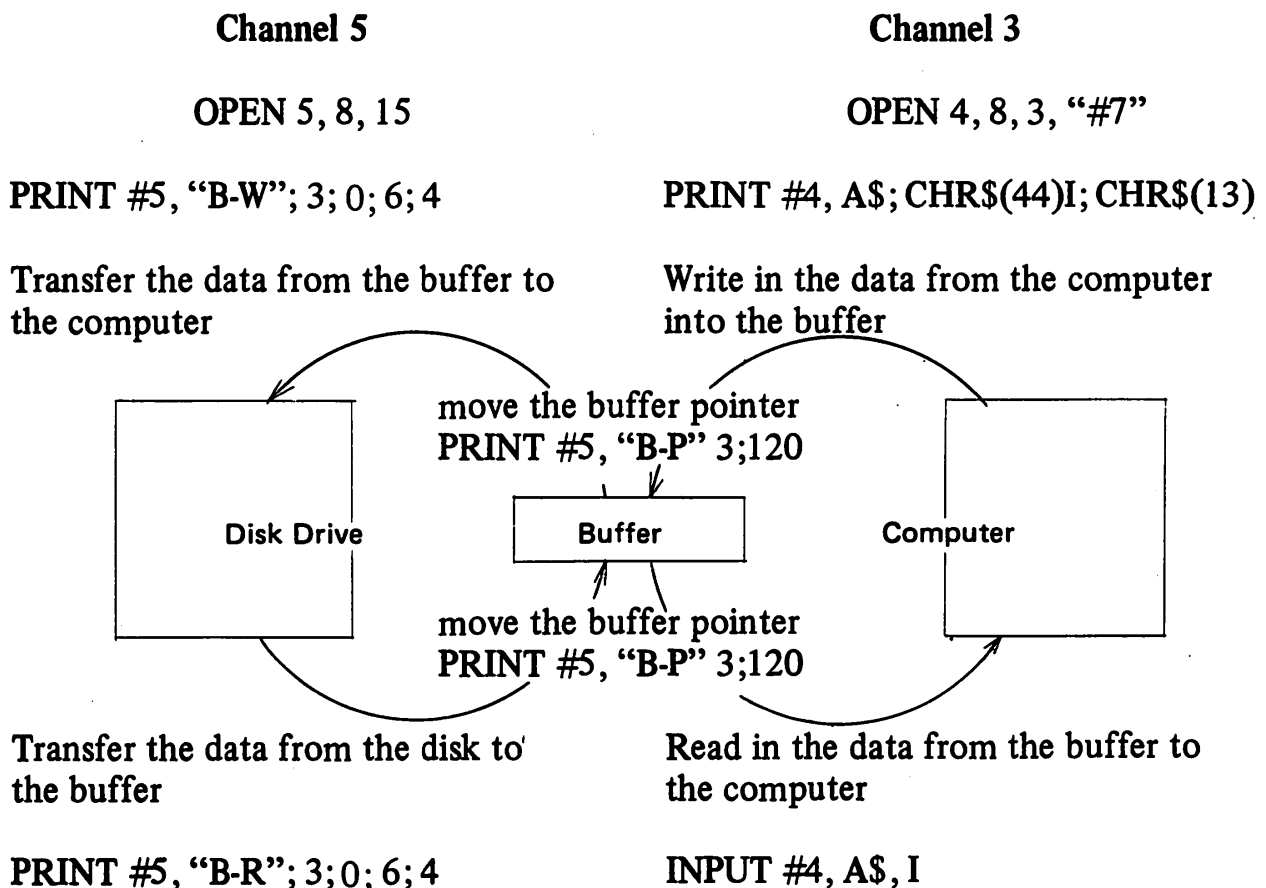 Channel 5
Channel 3
OPEN 5, 8, 15
OPEN 4, 8, 3, “#7”
PRINT #5, “B-W”; 3; 0; 6; 4
PRINT #4, A$; CHR$(44)I; CHR$(13)
Transfer the data from the buffer to
the computer
Write in the data from the computer
into the buffer
move the buffer pointer
PRINT #5, “B-P” 3;120
Disk Drive
Buffer
Computer
move the buffer pointer
PRINT #5, “B-P” 3;120
Transfer the data from the disk to
the buffer
Read in the data from the buffer to
the computer
PRINT #5, “B-R”; 3; 0; 6; 4
INPUT #4, A$, I